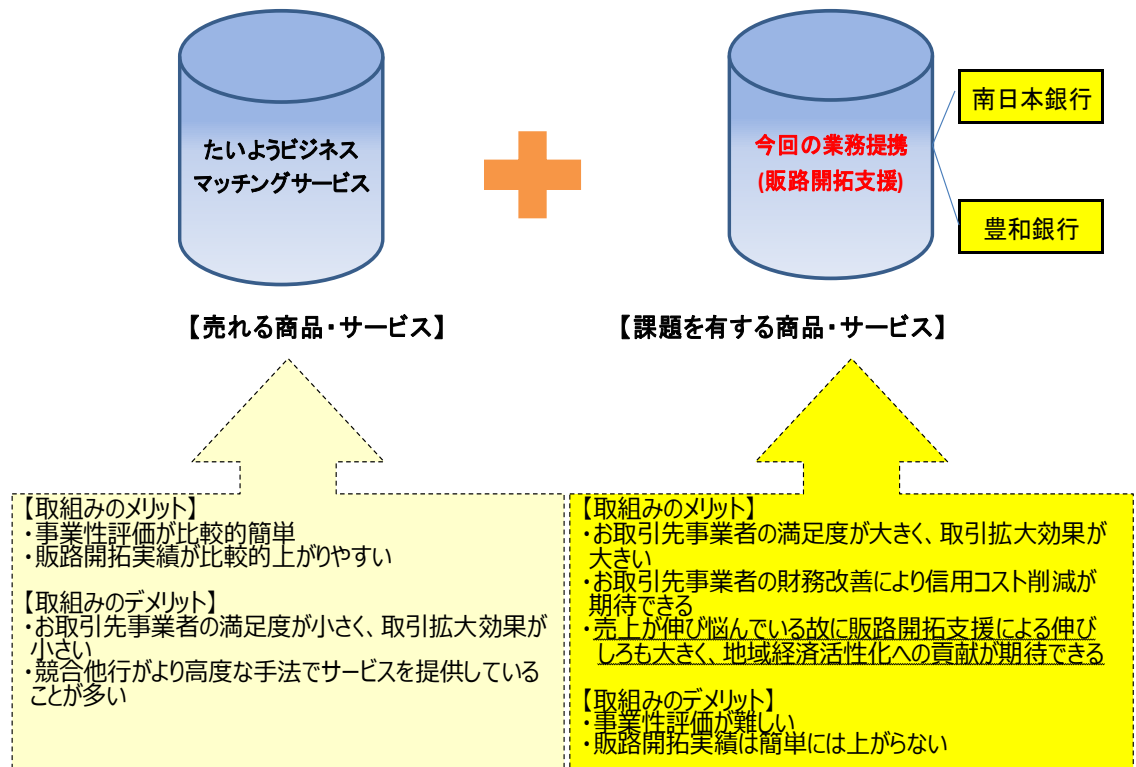 たいようビジネス
マッチングサービス
今回の業務提携
(販路開拓支援)
南日本銀行
豊和銀行
【売れる商品・サービス】
【課題を有する商品・サービス】
【取組みのメリット】
・事業性評価が比較的簡単
・販路開拓実績が比較的上がりやすい
【取組みのデメリット】
・お取引先事業者の満足度が小さく、取引拡大効果が
小さい
・競合他行がより高度な手法でサービスを提供している
ことが多い
【取組みのメリット】
・お取引先事業者の満足度が大きく、取引拡大効果が
大きい
・お取引先事業者の財務改善により信用コスト削減が
期待できる
・売上が伸び悩んでいる故に販路開拓支援による伸び
しろも大きく、地域経済活性化への貢献が期待できる
【取組みのデメリット】
・事業性評価が難しい
・販路開拓実績は簡単には上がらない